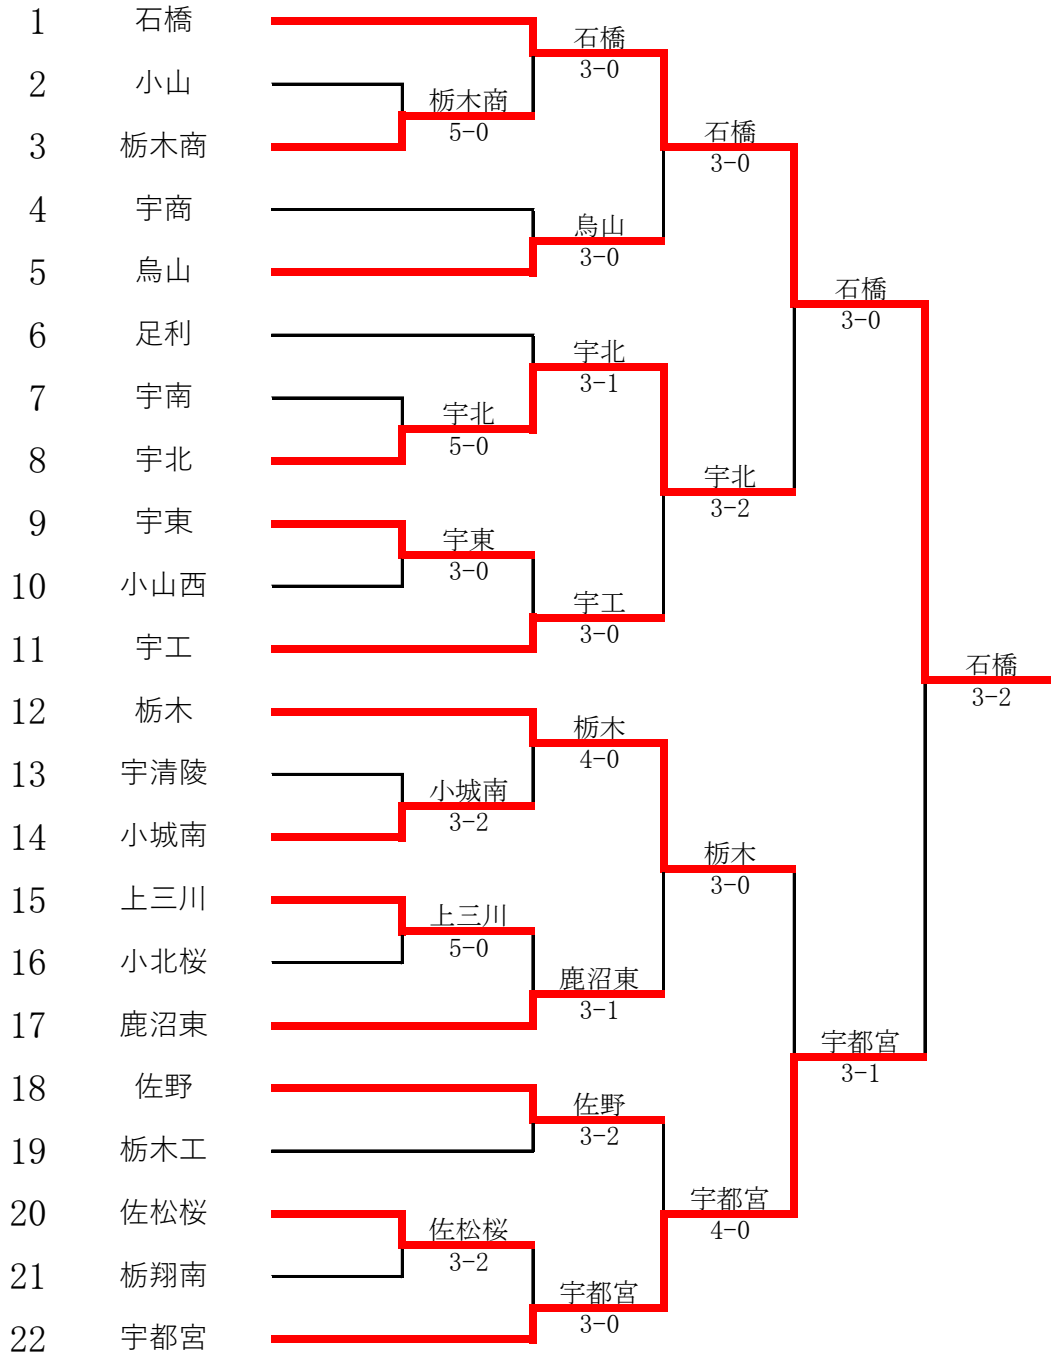 1 石橋
石橋
3-0
2 小山
栃木商
5-0
石橋
3-0
3 栃木商
4 宇商
烏山
3-0
5 烏山
石橋
3-0
6 足利
宇北
3-1
7 宇南
宇北
5-0
8 宇北
宇北
3-2
9 宇東
宇東
3-0
10 小山西
宇工
3-0
11 宇工
石橋
3-2
12 栃木
栃木
4-0
13 宇清陵
小城南
3-2
14 小城南
栃木
3-0
15 上三川
上三川
5-0
16 小北桜
鹿沼東
3-1
17 鹿沼東
宇都宮
3-1
18 佐野
佐野
3-2
19 栃木工
宇都宮
4-0
20 佐松桜
佐松桜
3-2
21 栃翔南
宇都宮
3-0
22 宇都宮